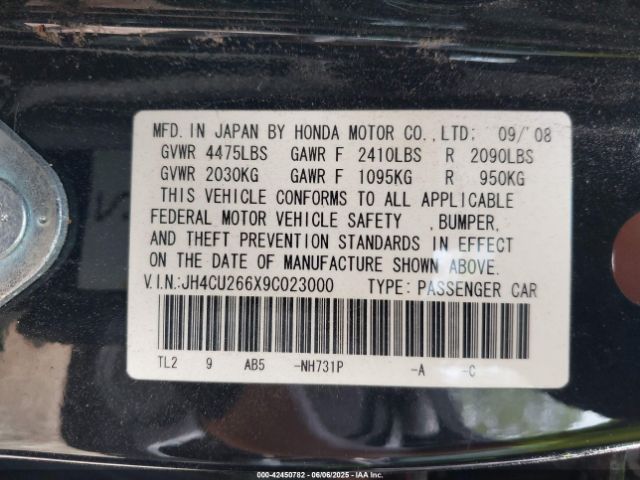 MFD. IN JAPAN BY HONDA MOTOR CO., LTD: 09/'08
GVWR 4475LBS GAWR F 2410LBS R 2090LBS
GVWR 2030KG GAWR F 1095KG R 950KG
THIS VEHICLE CONFORMS TO ALL APPLICABLE
FEDERAL MOTOR VEHICLE SAFETY , BUMPER,
AND THEFT PREVENTION STANDARDS IN EFFECT
ON THE DATE OF MANUFACTURE SHOWN ABOVE.
V.I.N.:JH4CU266X9C023000 TYPE: PASSENGER CAR
TL2 9 AB5 -NH731P -A -C
000-42450782 - 06/06/2025 - IAAI.com